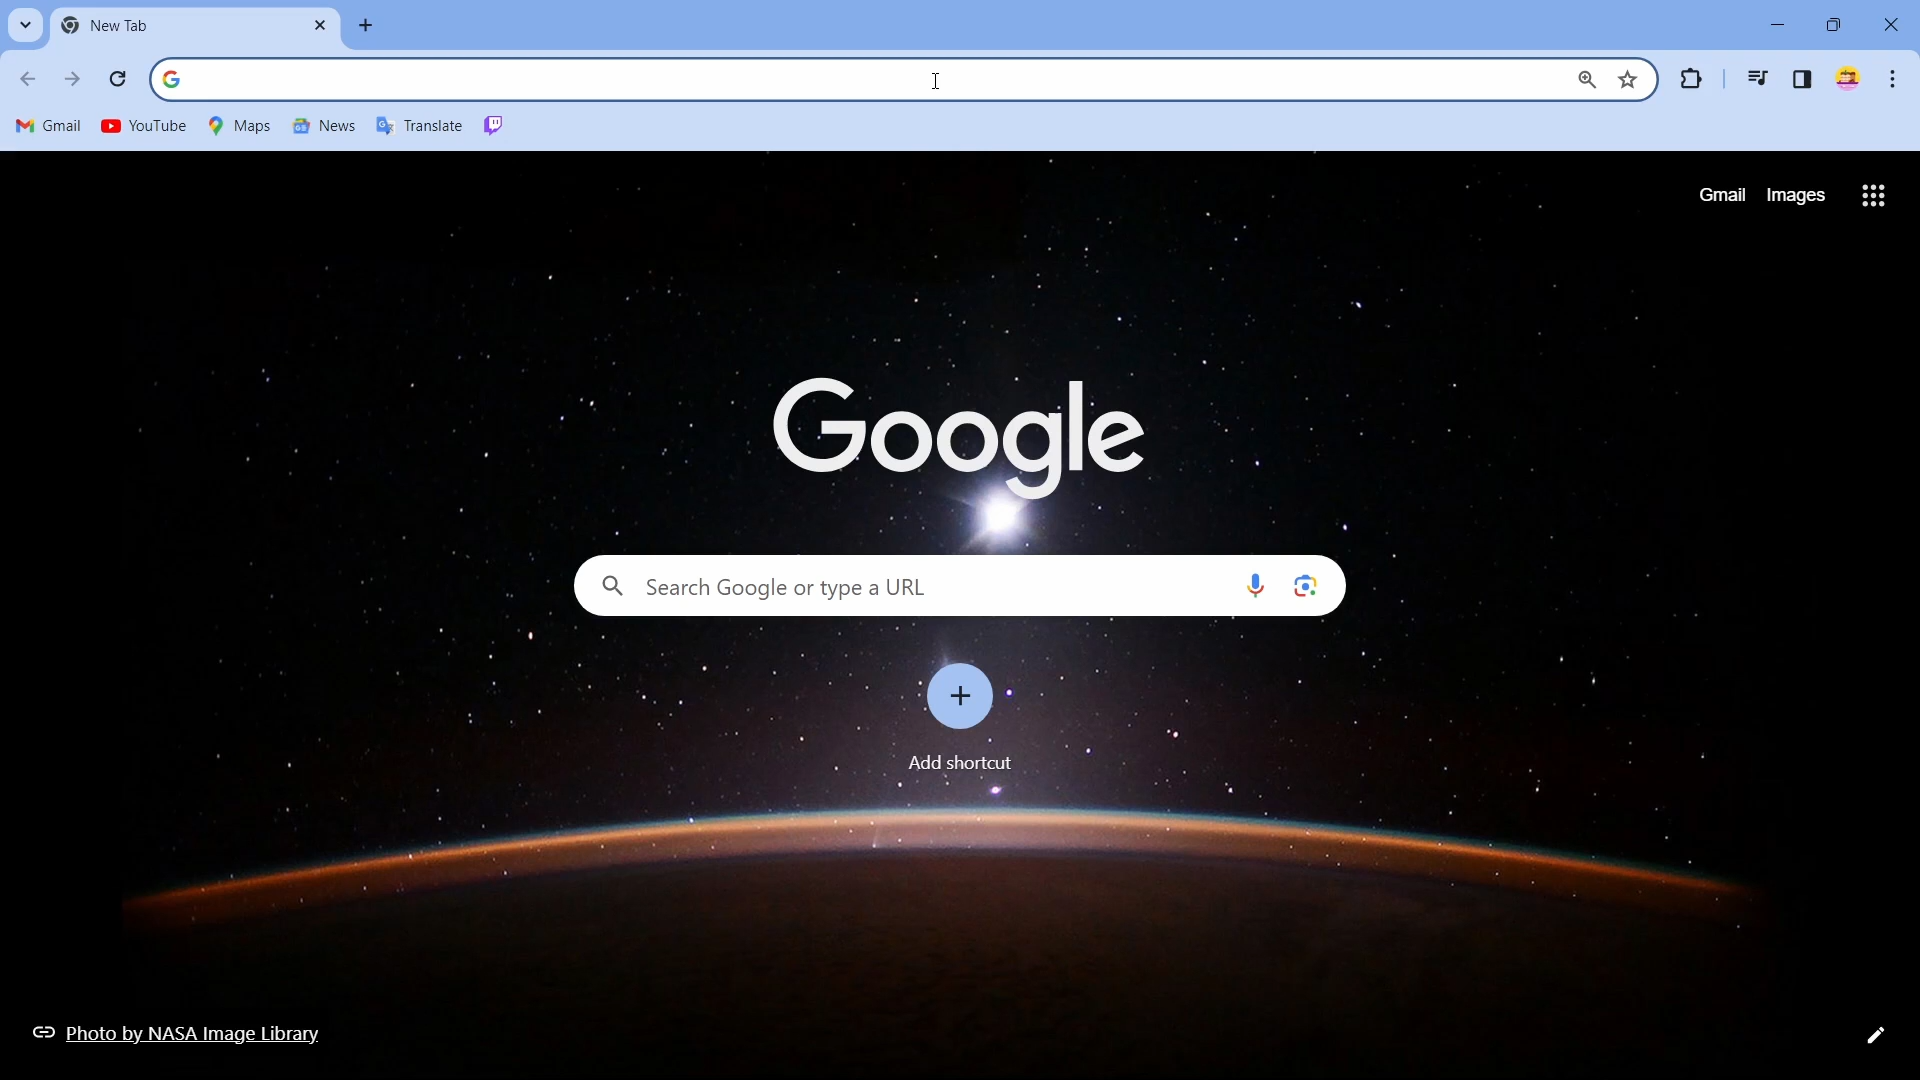 New Tab
Gmail YouTube Maps News Translate
Gmail Images
Google
Search Google or type a URL
Add shortcut
Photo by NASA Image Library